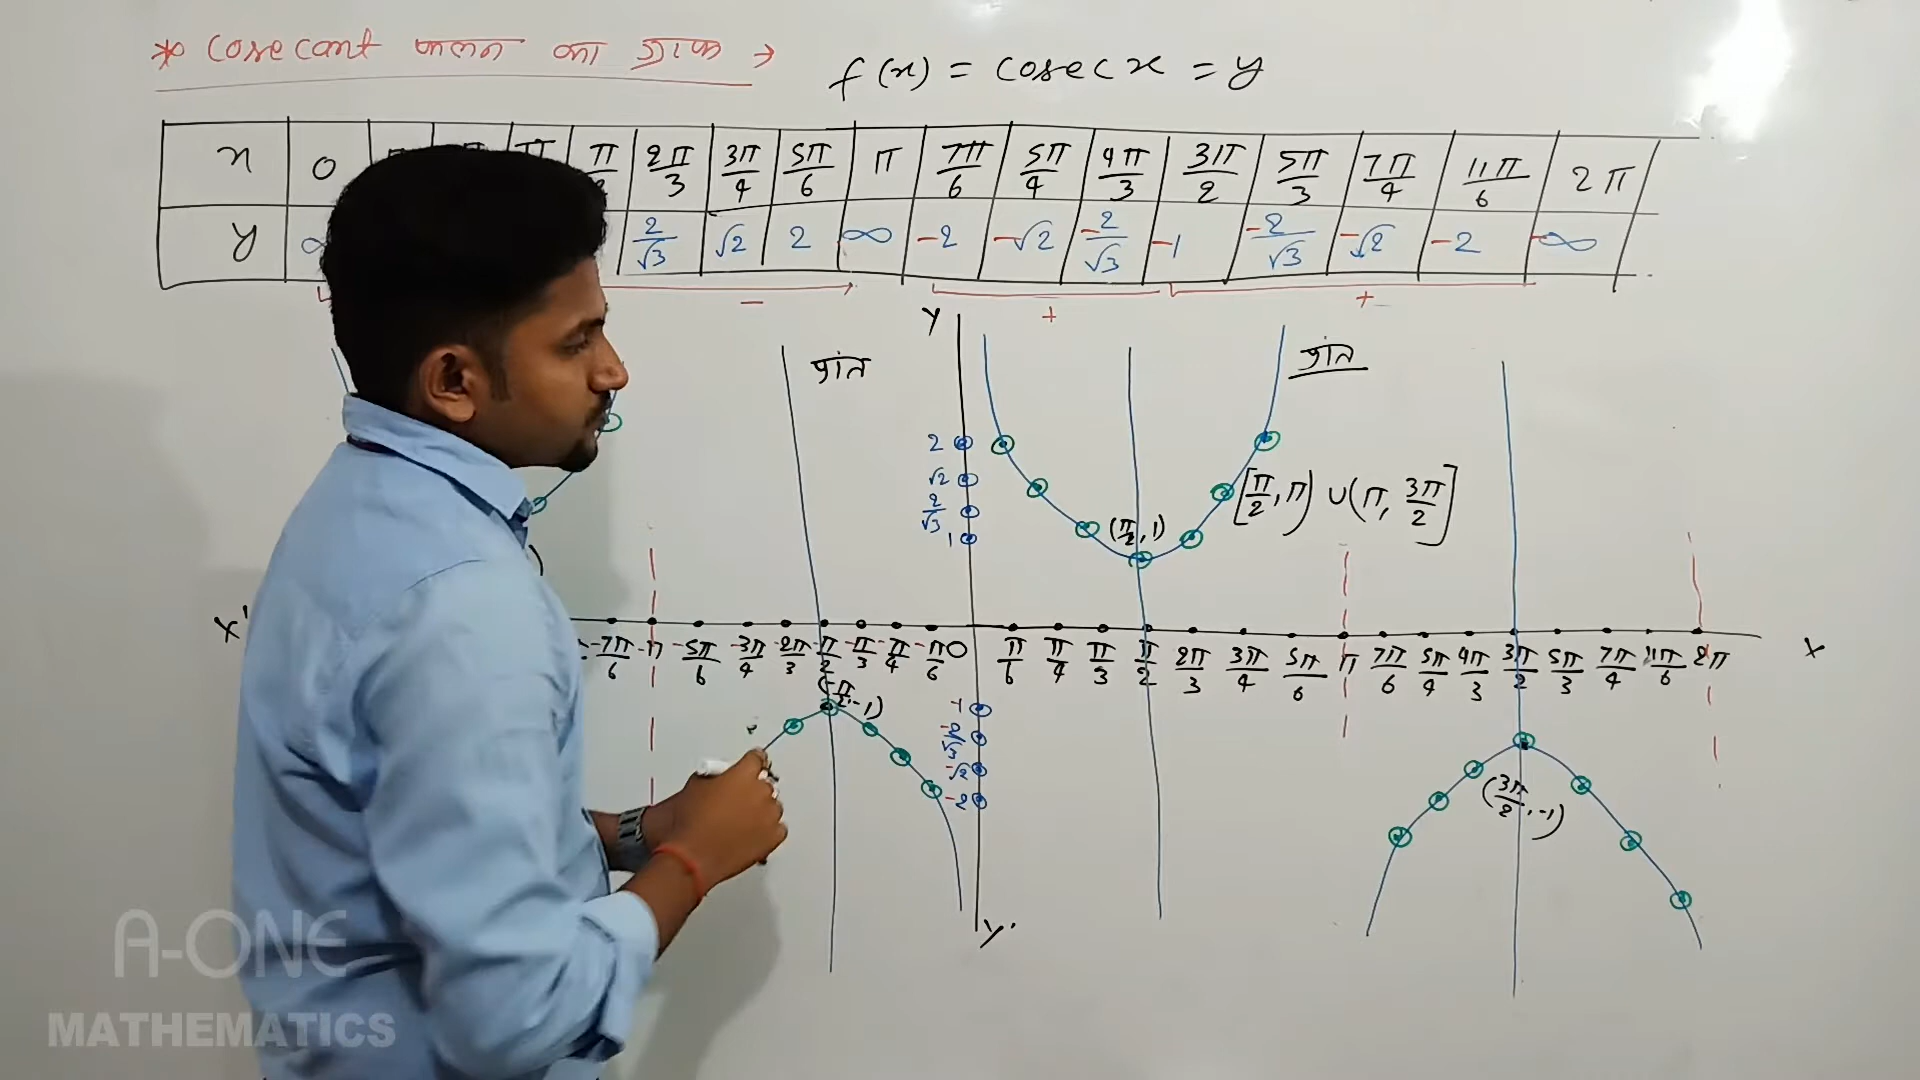 * Cosecant फलन का ग्राफ →
f(x) = cosec x = y
x 0 2π/3 3π/4 5π/6 π 7π/6 5π/4 4π/3 3π/2 5π/3 7π/4 11π/6 2π
y 2/√3 √2 2 ∞ -2 -√2 -2/√3 -1 -2/√3 -√2 -2 -∞
- + +
Y
प्रांत प्रांत
2
√2
2/√3
1
(π/2, 1)
[π/2, π) ∪ (π, 3π/2]
X' X
-7π/6 -π -5π/6 -3π/4 -2π/3 -π/2 -π/3 -π/4 -π/6 0 π/6 π/4 π/3 π/2 2π/3 3π/4 5π/6 π 7π/6 5π/4 4π/3 3π/2 5π/3 7π/4 11π/6 2π
(-π/2, -1)
-1
-2/√3
-√2
-2
(3π/2, -1)
Y'
A-ONE
MATHEMATICS